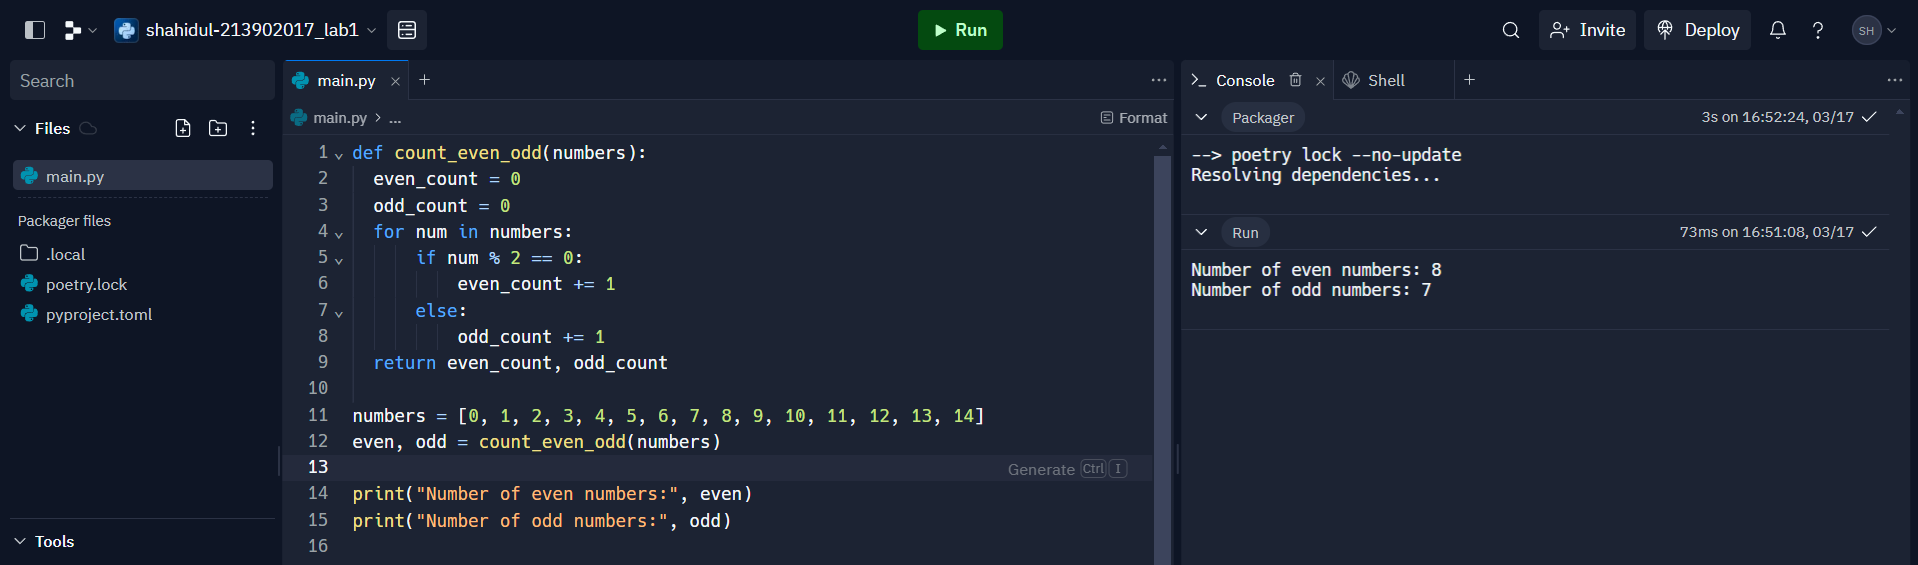 shahidul-213902017_lab1
Run
Invite
Deploy
SH
Search
Files
main.py
Packager files
.local
poetry.lock
pyproject.toml
Tools
main.py
main.py > ...
Format
1 def count_even_odd(numbers):
2 even_count = 0
3 odd_count = 0
4 for num in numbers:
5 if num % 2 == 0:
6 even_count += 1
7 else:
8 odd_count += 1
9 return even_count, odd_count
10
11 numbers = [0, 1, 2, 3, 4, 5, 6, 7, 8, 9, 10, 11, 12, 13, 14]
12 even, odd = count_even_odd(numbers)
13 Generate Ctrl I
14 print("Number of even numbers:", even)
15 print("Number of odd numbers:", odd)
16
Console
Shell
Packager 3s on 16:52:24, 03/17
--> poetry lock --no-update
Resolving dependencies...
Run 73ms on 16:51:08, 03/17
Number of even numbers: 8
Number of odd numbers: 7